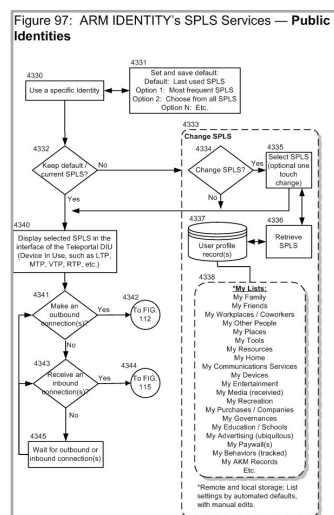 Figure 97: ARM IDENTITY's SPLS Services — Public
Identities
4330
Use a specific Identity
4331
Set and save default:
Default: Last used SPLS
Option 1: Most frequent SPLS
Option 2: Choose from all SPLS
Option N: Etc.
4332
Keep default /
current SPLS?
No
Yes
4333
Change SPLS
4334
Change SPLS?
Yes
No
4335
Select SPLS
(optional one
touch
change)
4336
Retrieve
SPLS
4337
User profile
record(s)
4338
*My Lists:
My Family
My Friends
My Workplaces / Coworkers
My Other People
My Places
My Tools
My Resources
My Home
My Communications Services
My Devices
My Entertainment
My Media (receivied)
My Recreation
My Purchases / Companies
My Governances
My Education / Schools
My Advertising (ubiquitous)
My Paywall(s)
My Behaviors (tracked)
My AKM Records
Etc.
*Remote and local storage; List
settings by automated defaults,
with manual edits.
4340
Display selected SPLS in the
interface of the Teleportal DIU
(Device In Use, such as LTP,
MTP, VTP, RTP, etc.)
4341
Make an
outbound
connection(s)?
Yes
No
4342
To FIG.
112
4343
Receive an
inbound
connection(s)?
Yes
No
4344
To FIG.
115
4345
Wait for outbound or
inbound connection(s)